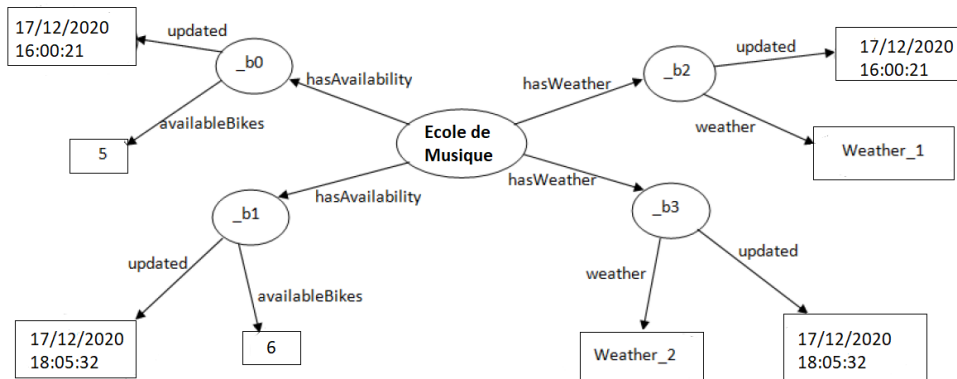 17/12/2020
16:00:21
updated
_b0
hasAvailability
availableBikes
5
Ecole de
Musique
hasWeather
_b2
updated
17/12/2020
16:00:21
weather
Weather_1
hasAvailability
_b1
updated
17/12/2020
18:05:32
availableBikes
6
hasWeather
_b3
weather
Weather_2
updated
17/12/2020
18:05:32